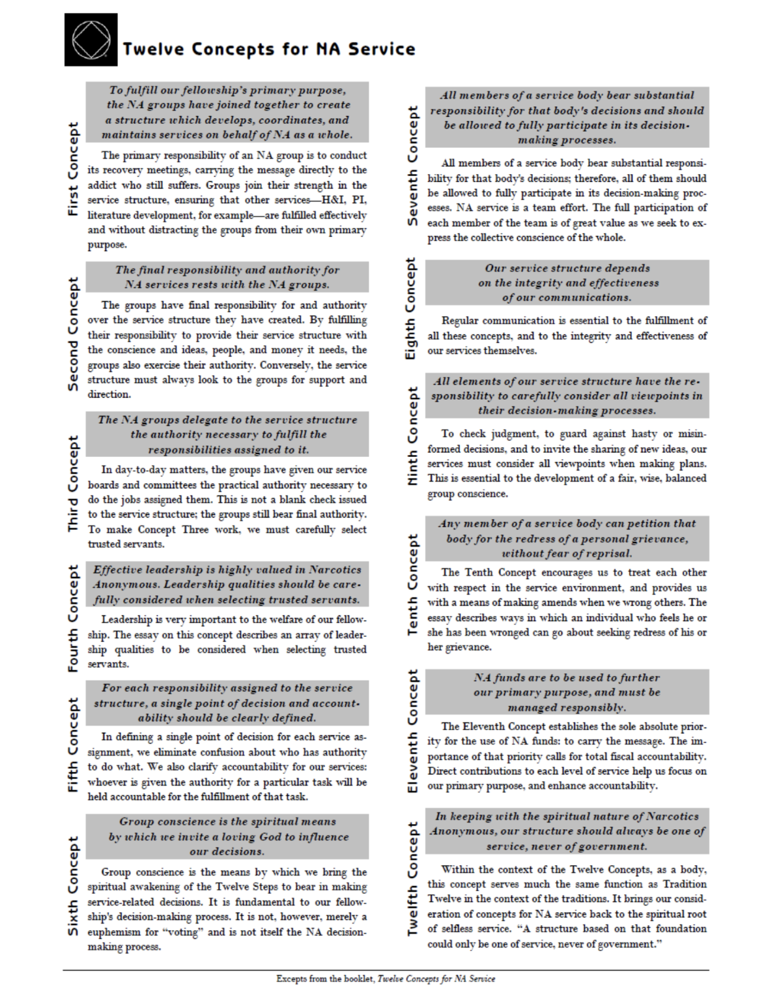 Twelve Concepts for NA Service
First Concept
To fulfill our fellowship's primary purpose,
the NA groups have joined together to create
a structure which develops, coordinates, and
maintains services on behalf of NA as a whole.
The primary responsibility of an NA group is to conduct
its recovery meetings, carrying the message directly to the
addict who still suffers. Groups join their strength in the
service structure, ensuring that other services—H&I, PI,
literature development, for example—are fulfilled effectively
and without distracting the groups from their own primary
purpose.
Second Concept
The final responsibility and authority for
NA services rests with the NA groups.
The groups have final responsibility for and authority
over the service structure they have created. By fulfilling
their responsibility to provide their service structure with
the conscience and ideas, people, and money it needs, the
groups also exercise their authority. Conversely, the service
structure must always look to the groups for support and
direction.
Third Concept
The NA groups delegate to the service structure
the authority necessary to fulfill the
responsibilities assigned to it.
In day-to-day matters, the groups have given our service
boards and committees the practical authority necessary to
do the jobs assigned them. This is not a blank check issued
to the service structure; the groups still bear final authority.
To make Concept Three work, we must carefully select
trusted servants.
Fourth Concept
Effective leadership is highly valued in Narcotics
Anonymous. Leadership qualities should be care-
fully considered when selecting trusted servants.
Leadership is very important to the welfare of our fellow-
ship. The essay on this concept describes an array of leader-
ship qualities to be considered when selecting trusted
servants.
Fifth Concept
For each responsibility assigned to the service
structure, a single point of decision and account-
ability should be clearly defined.
In defining a single point of decision for each service as-
signment, we eliminate confusion about who has authority
to do what. We also clarify accountability for our services:
whoever is given the authority for a particular task will be
held accountable for the fulfillment of that task.
Sixth Concept
Group conscience is the spiritual means
by which we invite a loving God to influence
our decisions.
Group conscience is the means by which we bring the
spiritual awakening of the Twelve Steps to bear in making
service-related decisions. It is fundamental to our fellow-
ship's decision-making process. It is not, however, merely a
euphemism for “voting” and is not itself the NA decision-
making process.
Seventh Concept
All members of a service body bear substantial
responsibility for that body's decisions and should
be allowed to fully participate in its decision-
making processes.
All members of a service body bear substantial responsi-
bility for that body's decisions; therefore, all of them should
be allowed to fully participate in its decision-making proc-
esses. NA service is a team effort. The full participation of
each member of the team is of great value as we seek to ex-
press the collective conscience of the whole.
Eighth Concept
Our service structure depends
on the integrity and effectiveness
of our communications.
Regular communication is essential to the fulfillment of
all these concepts, and to the integrity and effectiveness of
our services themselves.
Ninth Concept
All elements of our service structure have the re-
sponsibility to carefully consider all viewpoints in
their decision-making processes.
To check judgment, to guard against hasty or misin-
formed decisions, and to invite the sharing of new ideas, our
services must consider all viewpoints when making plans.
This is essential to the development of a fair, wise, balanced
group conscience.
Tenth Concept
Any member of a service body can petition that
body for the redress of a personal grievance,
without fear of reprisal.
The Tenth Concept encourages us to treat each other
with respect in the service environment, and provides us
with a means of making amends when we wrong others. The
essay describes ways in which an individual who feels he or
she has been wronged can go about seeking redress of his or
her grievance.
Eleventh Concept
NA funds are to be used to further
our primary purpose, and must be
managed responsibly.
The Eleventh Concept establishes the sole absolute prior-
ity for the use of NA funds: to carry the message. The im-
portance of that priority calls for total fiscal accountability.
Direct contributions to each level of service help us focus on
our primary purpose, and enhance accountability.
Twelfth Concept
In keeping with the spiritual nature of Narcotics
Anonymous, our structure should always be one of
service, never of government.
Within the context of the Twelve Concepts, as a body,
this concept serves much the same function as Tradition
Twelve in the context of the traditions. It brings our consid-
eration of concepts for NA service back to the spiritual root
of selfless service. “A structure based on that foundation
could only be one of service, never of government.”
Excepts from the booklet, Twelve Concepts for NA Service